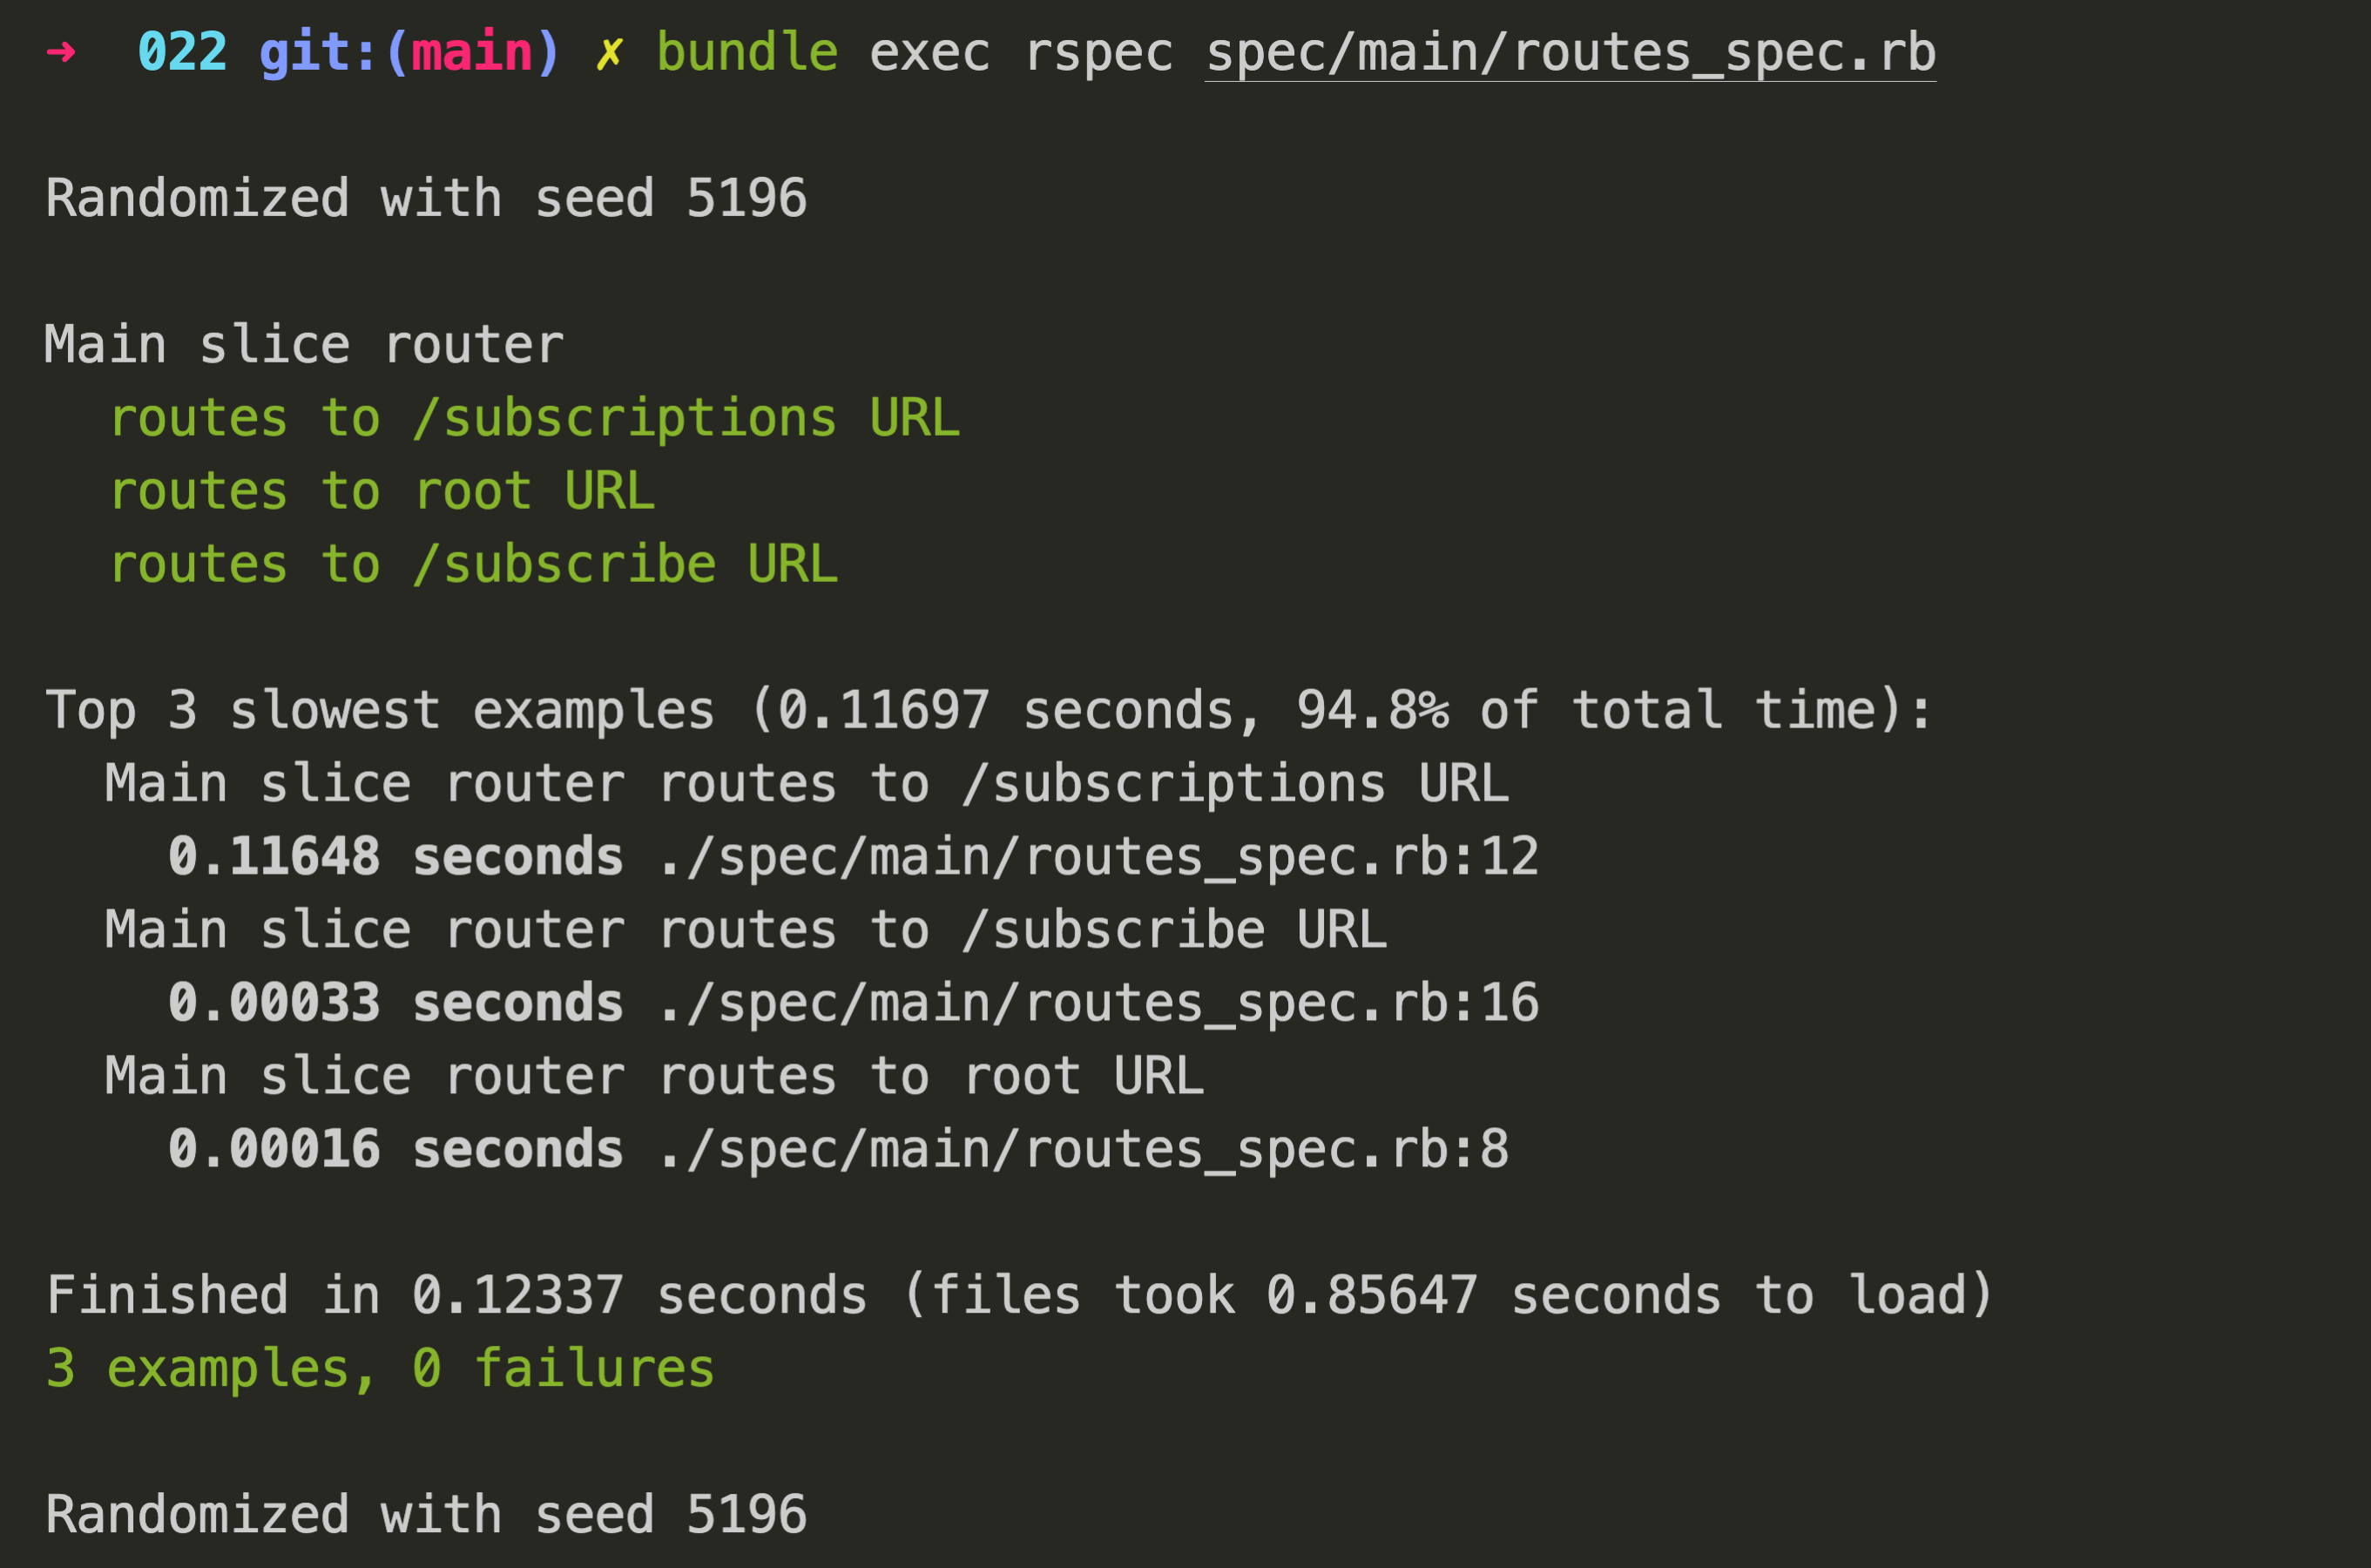 →  022 git:(main) ✗ bundle exec rspec spec/main/routes_spec.rb
Randomized with seed 5196
Main slice router
  routes to /subscriptions URL
  routes to root URL
  routes to /subscribe URL
Top 3 slowest examples (0.11697 seconds, 94.8% of total time):
  Main slice router routes to /subscriptions URL
    0.11648 seconds ./spec/main/routes_spec.rb:12
  Main slice router routes to /subscribe URL
    0.00033 seconds ./spec/main/routes_spec.rb:16
  Main slice router routes to root URL
    0.00016 seconds ./spec/main/routes_spec.rb:8
Finished in 0.12337 seconds (files took 0.85647 seconds to load)
3 examples, 0 failures
Randomized with seed 5196